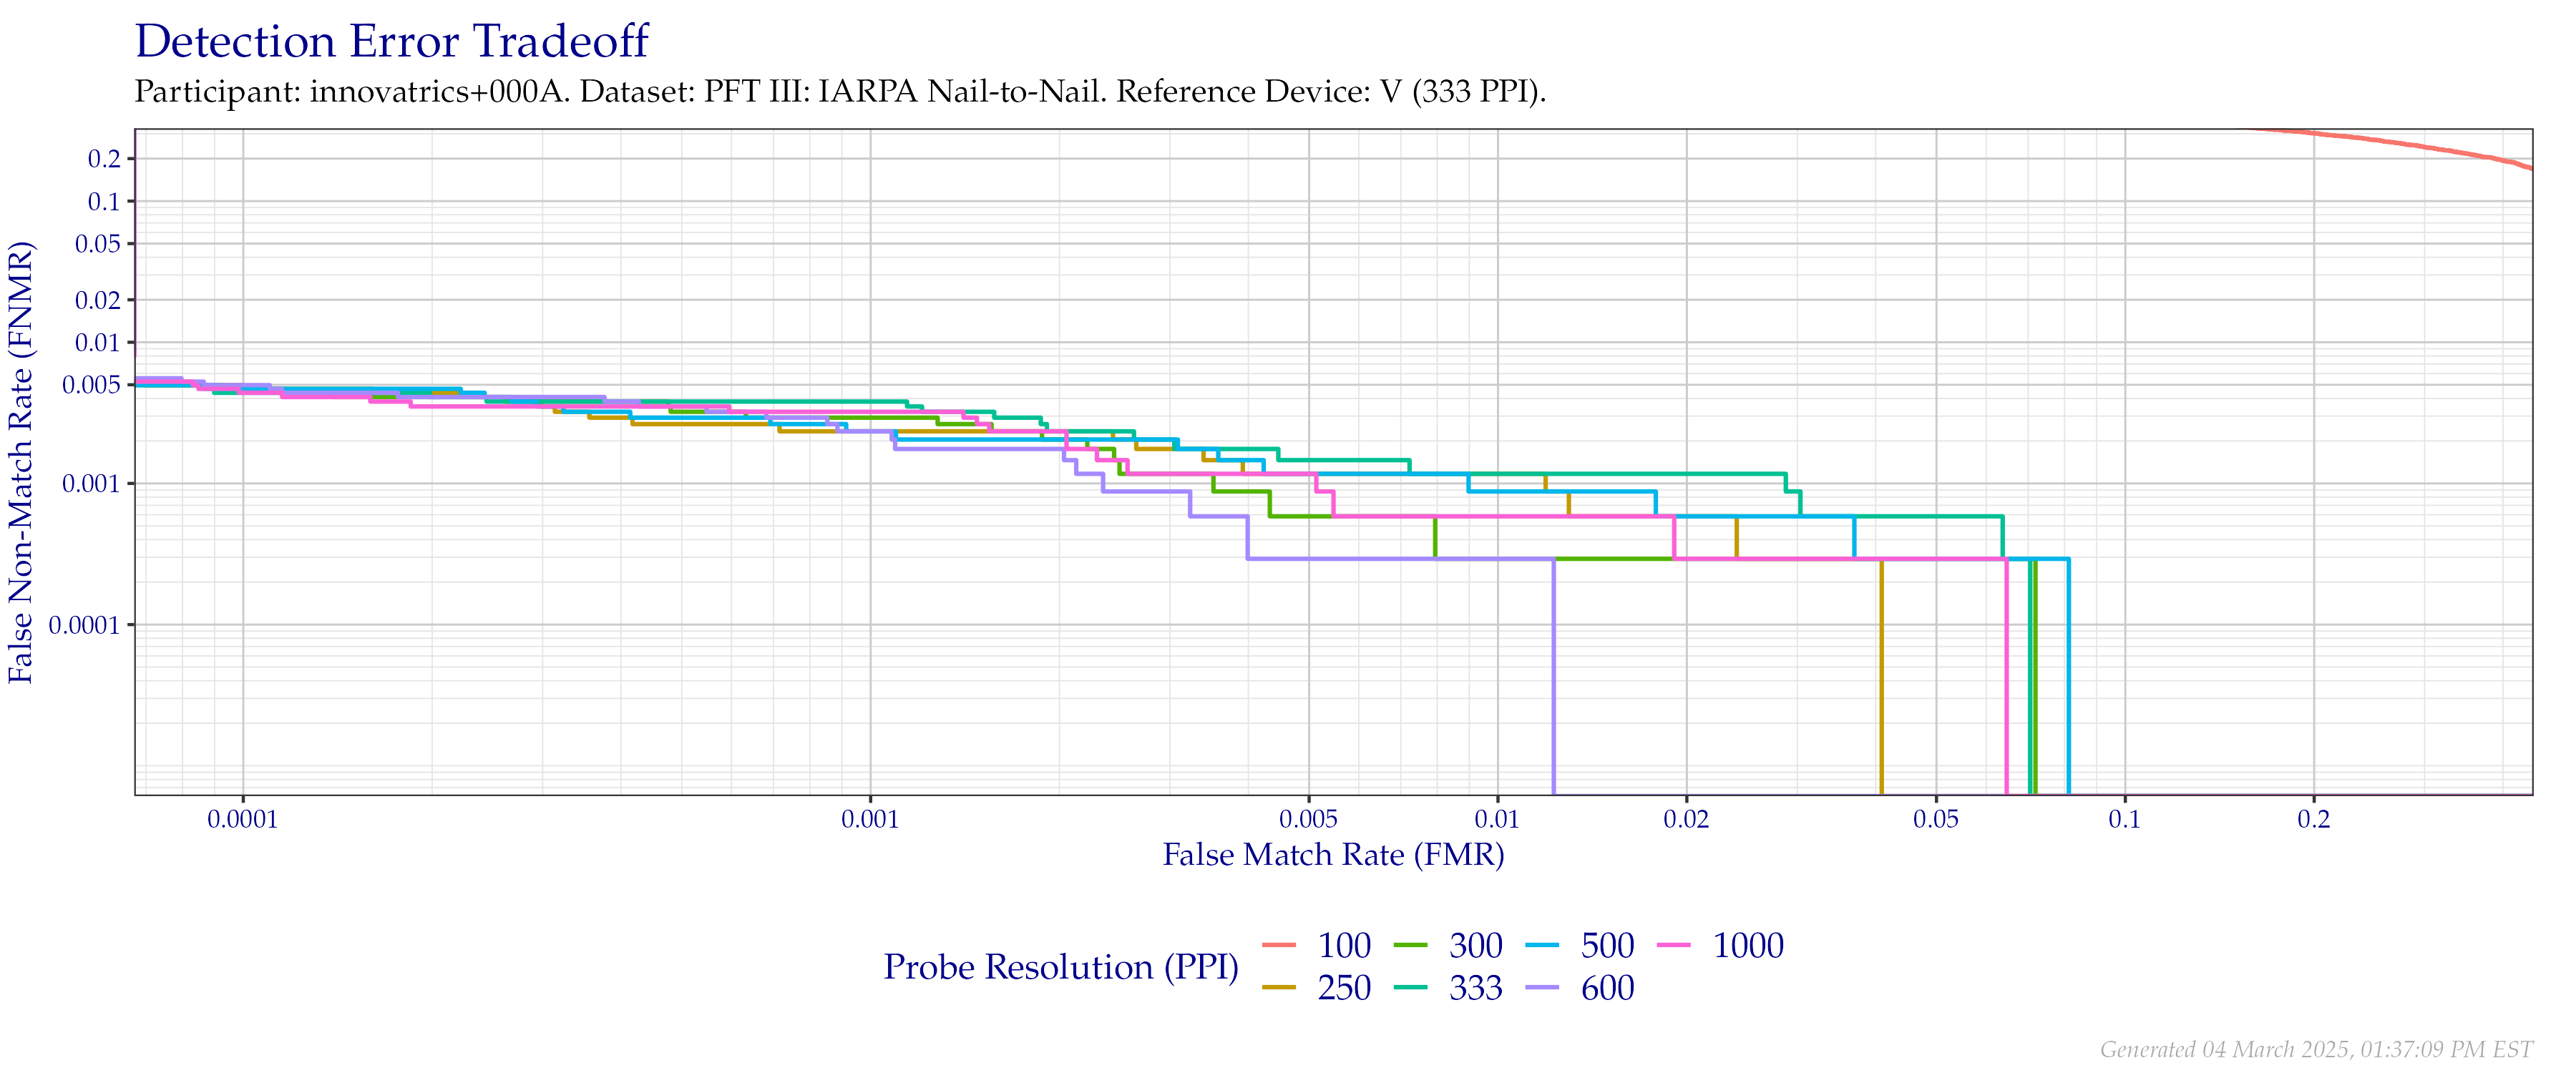 Detection Error Tradeoff
Participant: innovatrics+000A. Dataset: PFT III: IARPA Nail-to-Nail. Reference Device: V (333 PPI).
False Non-Match Rate (FNMR)
0.2
0.1
0.05
0.02
0.01
0.005
0.001
0.0001
0.0001 0.001 0.005 0.01 0.02 0.05 0.1 0.2
False Match Rate (FMR)
Probe Resolution (PPI)
100 300 500 1000
250 333 600
Generated 04 March 2025, 01:37:09 PM EST